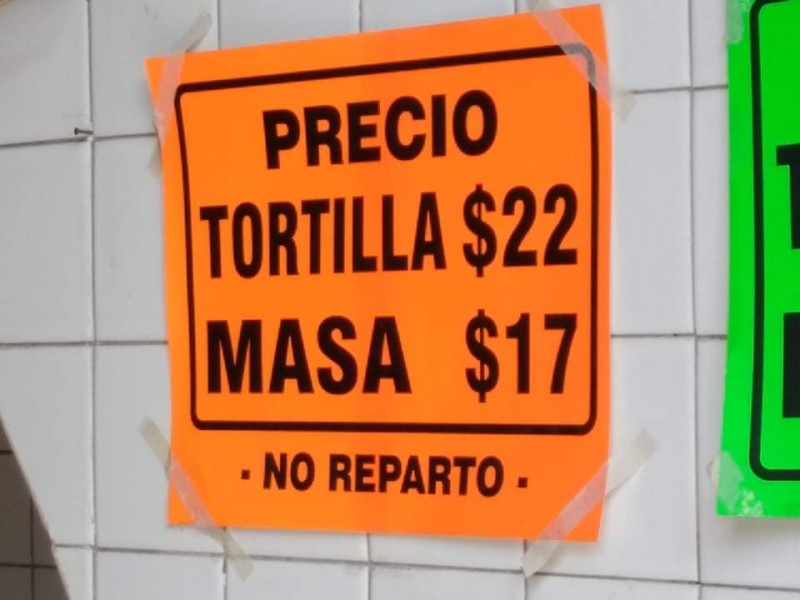 PRECIO
TORTILLA $22
MASA $17
- NO REPARTO -